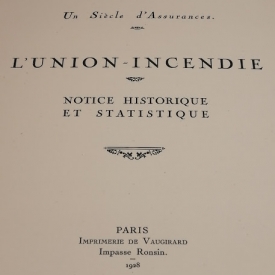 Un Siècle d'Assurances.
L'UNION-INCENDIE
NOTICE HISTORIQUE
ET STATISTIQUE
PARIS
IMPRIMERIE DE VAUGIRARD
Impasse Ronsin.
1928